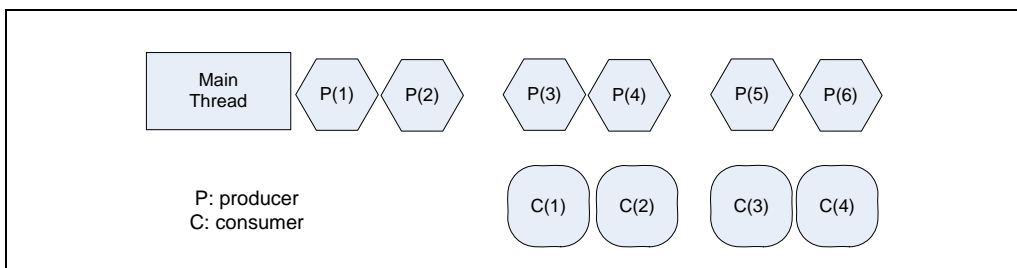 Main
Thread
P(1)
P(2)
P(3)
P(4)
P(5)
P(6)
P: producer
C: consumer
C(1)
C(2)
C(3)
C(4)